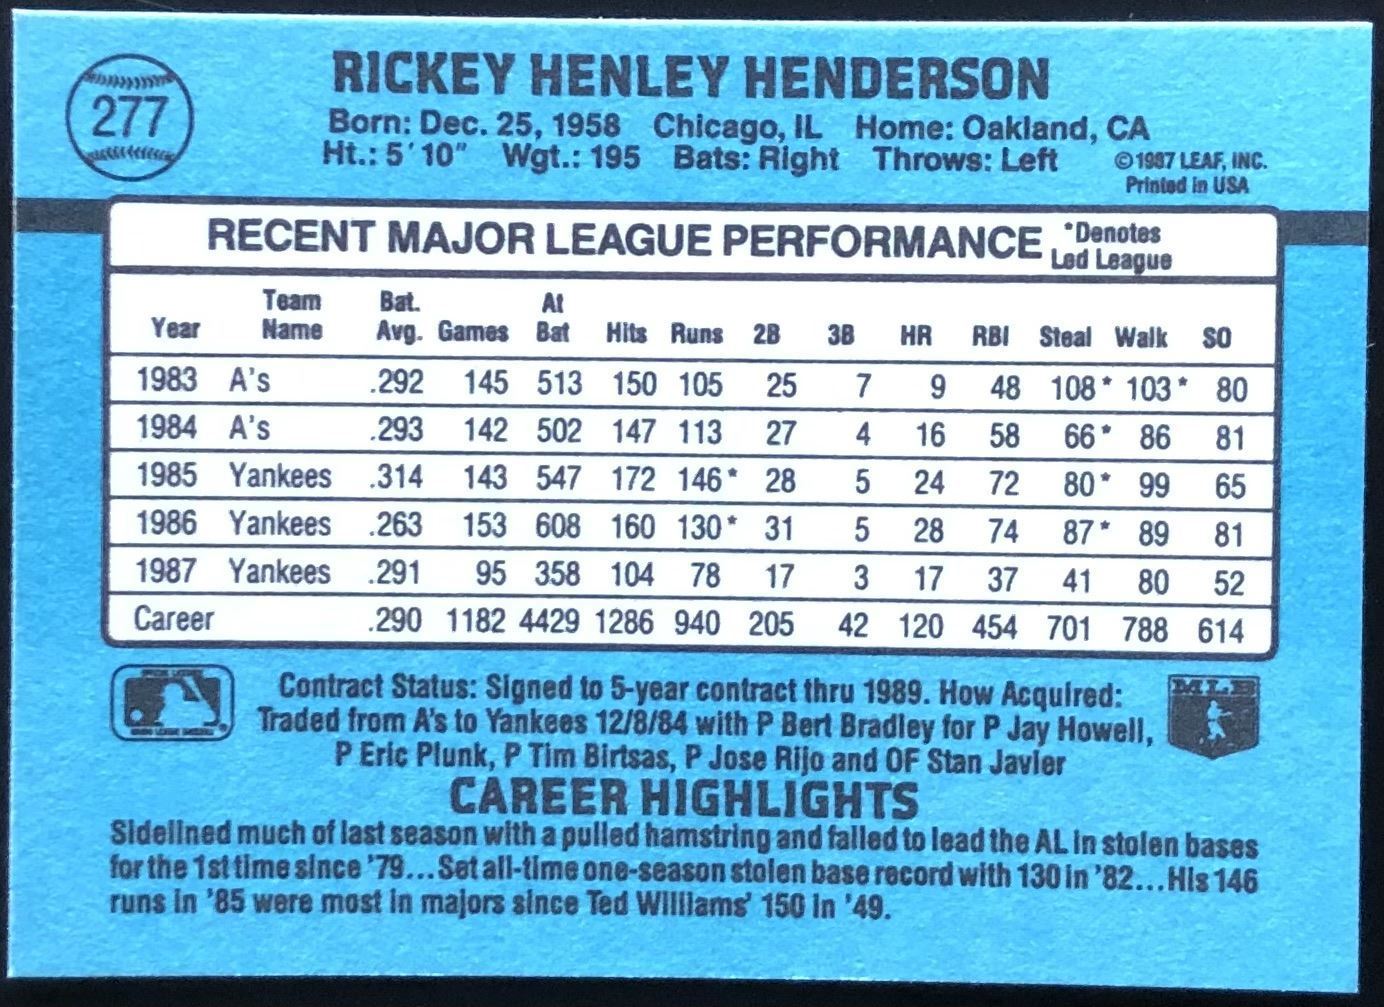 277
RICKEY HENLEY HENDERSON
Born: Dec. 25, 1958 Chicago, IL Home: Oakland, CA
Ht.: 5' 10" Wgt.: 195 Bats: Right Throws: Left ©1987 LEAF, INC.
Printed in USA
RECENT MAJOR LEAGUE PERFORMANCE *Denotes Led League
Year Team Name Bat. Avg. Games At Bat Hits Runs 2B 3B HR RBI Steal Walk SO
1983 A's .292 145 513 150 105 25 7 9 48 108* 103* 80
1984 A's .293 142 502 147 113 27 4 16 58 66* 86 81
1985 Yankees .314 143 547 172 146* 28 5 24 72 80* 99 65
1986 Yankees .263 153 608 160 130* 31 5 28 74 87* 89 81
1987 Yankees .291 95 358 104 78 17 3 17 37 41 80 52
Career .290 1182 4429 1286 940 205 42 120 454 701 788 614
Contract Status: Signed to 5-year contract thru 1989. How Acquired:
Traded from A's to Yankees 12/8/84 with P Bert Bradley for P Jay Howell,
P Eric Plunk, P Tim Birtsas, P Jose Rijo and OF Stan Javier
MLB
CAREER HIGHLIGHTS
Sidelined much of last season with a pulled hamstring and failed to lead the AL in stolen bases
for the 1st time since '79...Set all-time one-season stolen base record with 130 in '82...His 146
runs in '85 were most in majors since Ted Williams' 150 in '49.